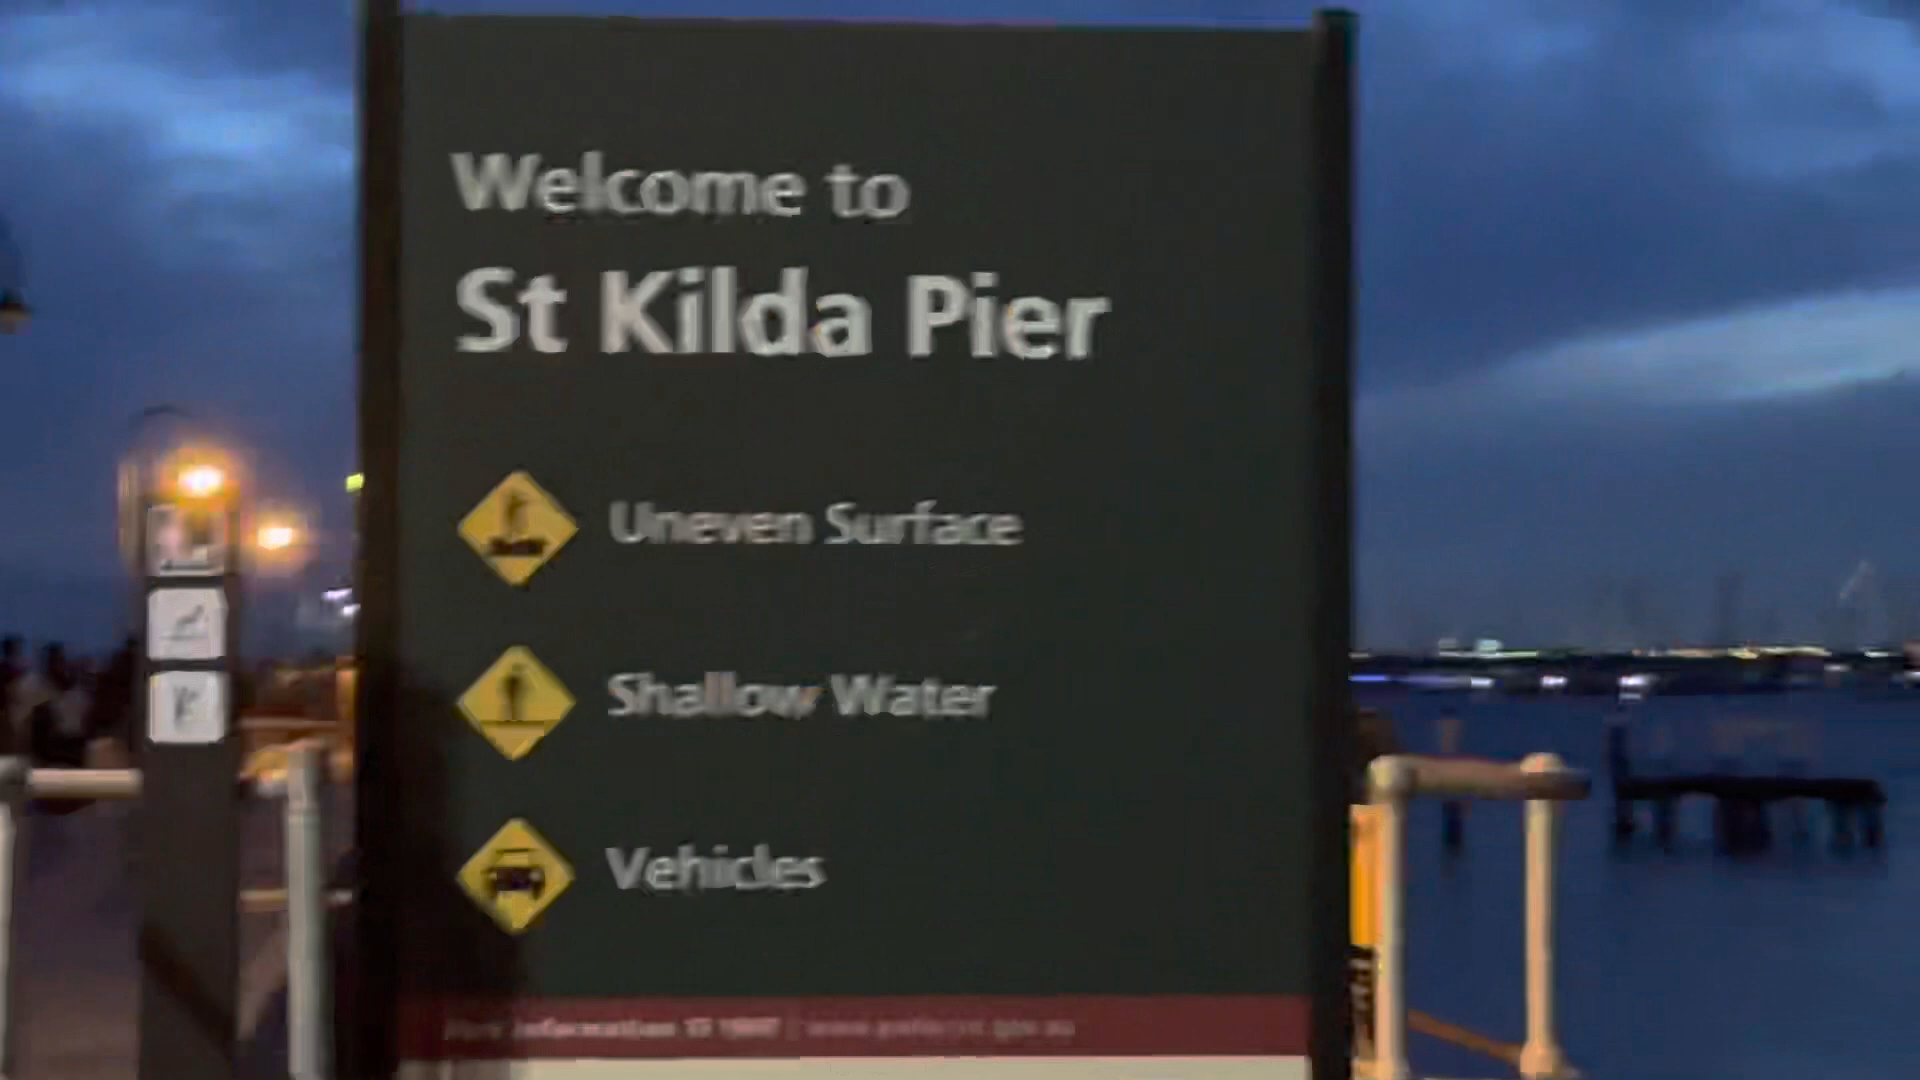 Welcome to
St Kilda Pier
Uneven Surface
Shallow Water
Vehicles